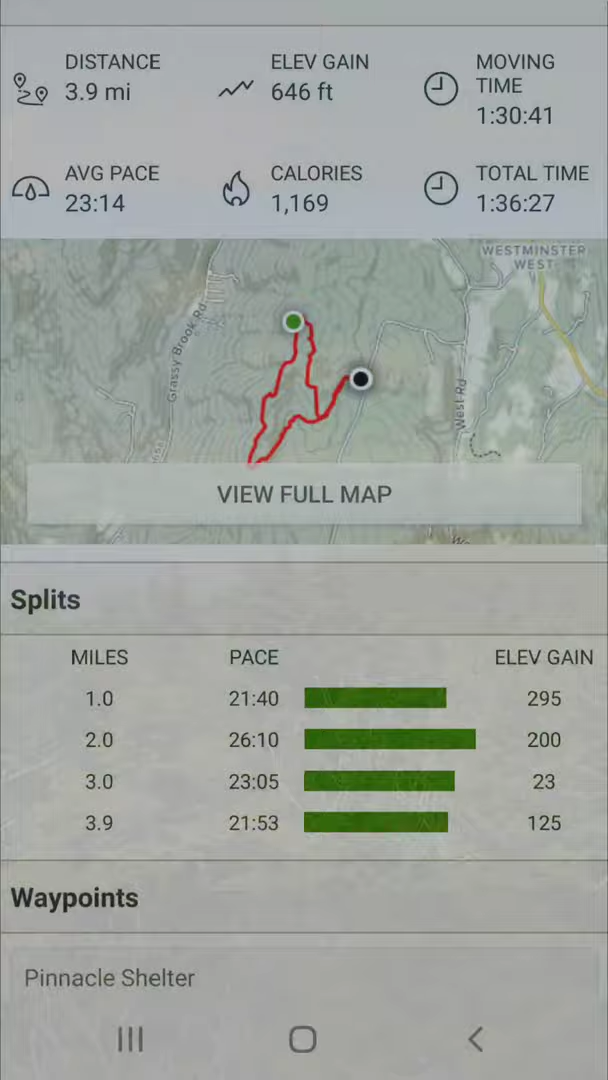 DISTANCE
3.9 mi
ELEV GAIN
646 ft
MOVING
TIME
1:30:41
AVG PACE
23:14
CALORIES
1,169
TOTAL TIME
1:36:27
WESTMINSTER
WEST
Grassy Brook Rd
West Rd
VIEW FULL MAP
Splits
MILES PACE ELEV GAIN
1.0 21:40 295
2.0 26:10 200
3.0 23:05 23
3.9 21:53 125
Waypoints
Pinnacle Shelter